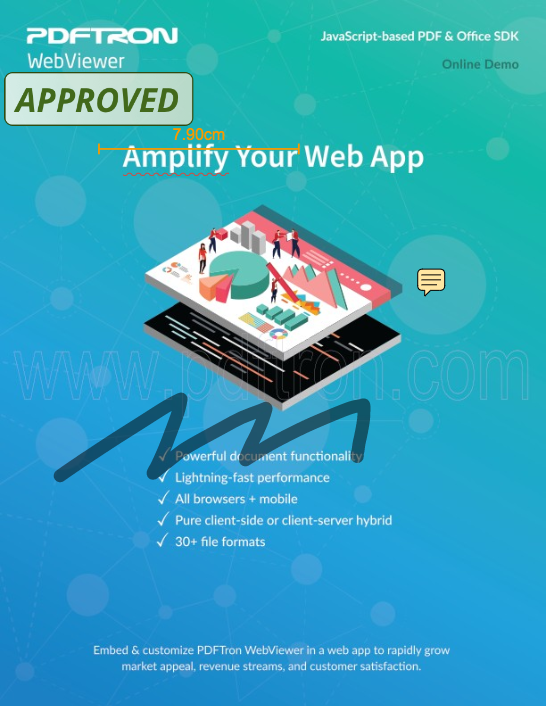 PDFTRON
WebViewer
JavaScript-based PDF & Office SDK
Online Demo
APPROVED
7.90cm
Amplify Your Web App
www.pdftron.com
✓ Powerful document functionality
✓ Lightning-fast performance
✓ All browsers + mobile
✓ Pure client-side or client-server hybrid
✓ 30+ file formats
Embed & customize PDFTron WebViewer in a web app to rapidly grow
market appeal, revenue streams, and customer satisfaction.